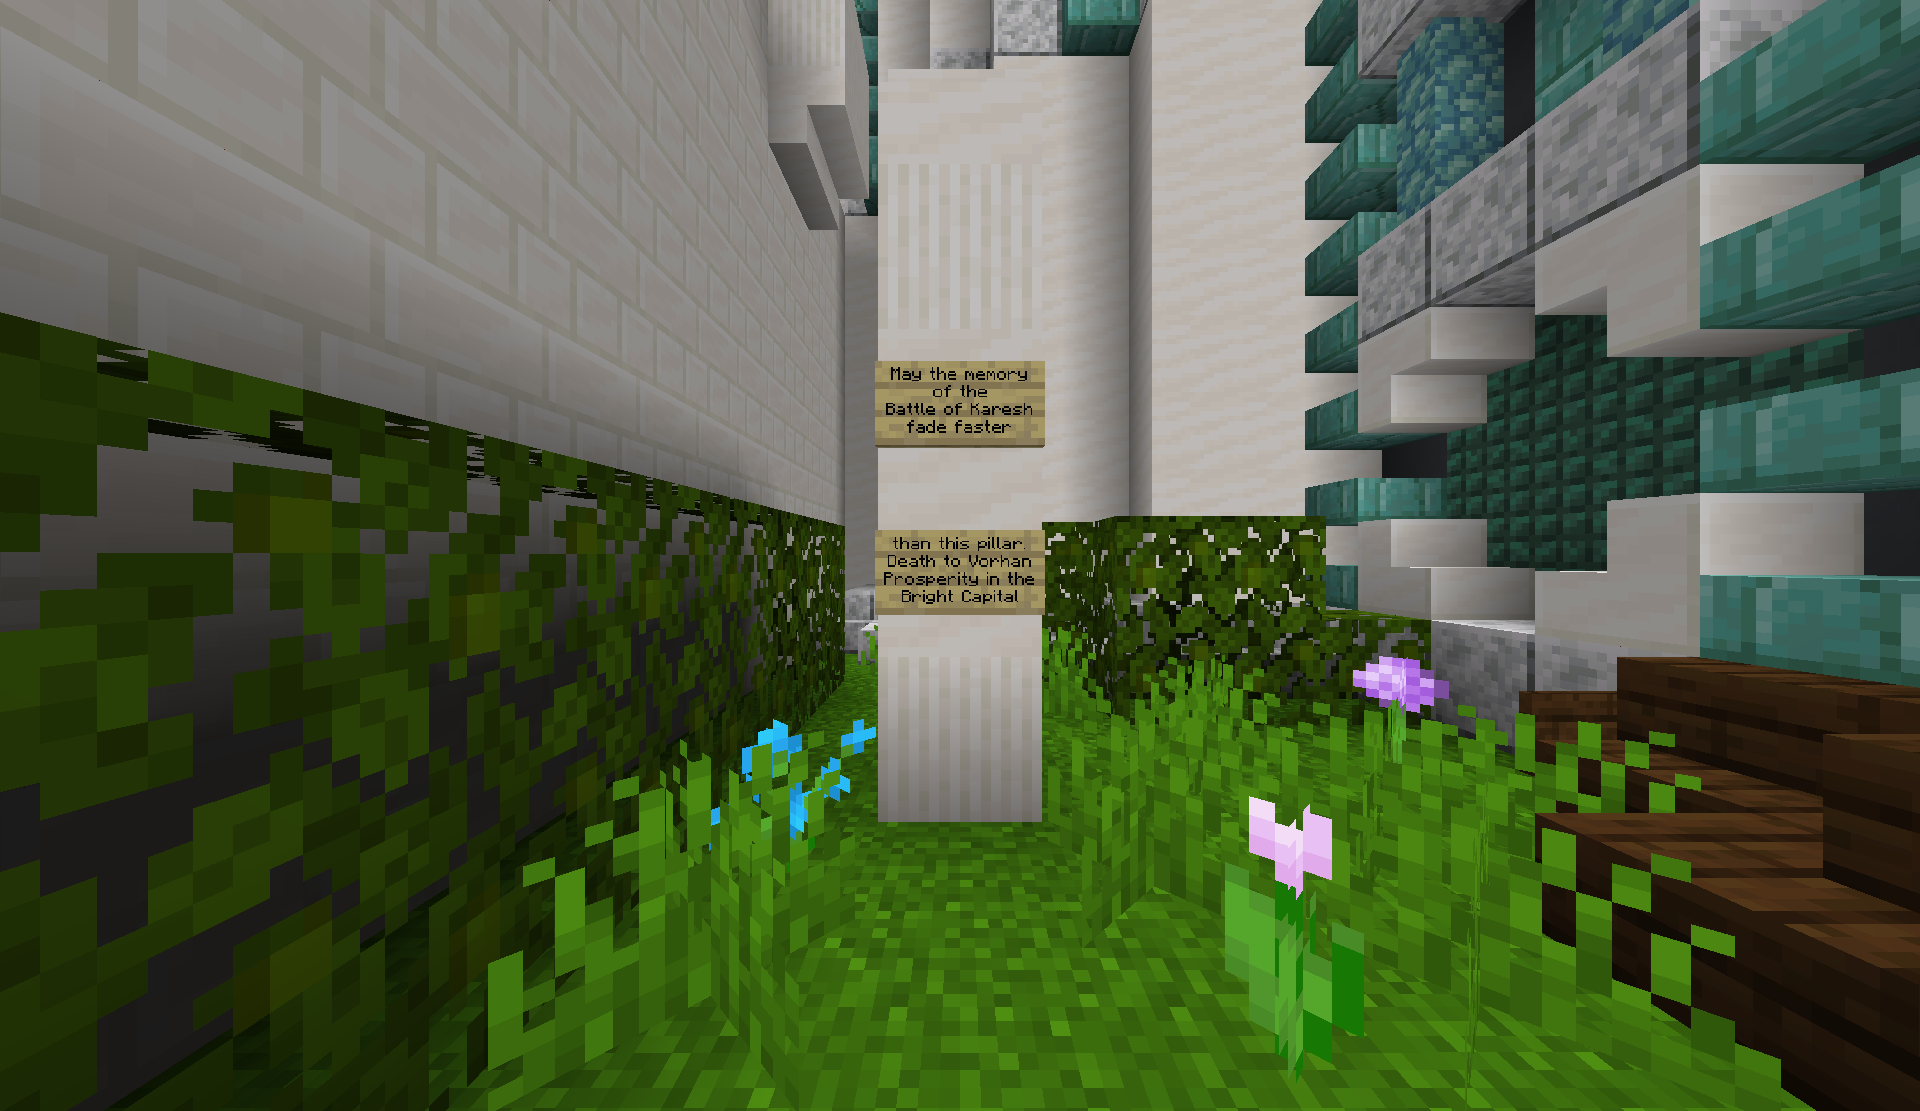 May the memory
of the
Battle of Karesh
fade faster
than this pillar.
Death to Vorhan
Prosperity in the
Bright Capital